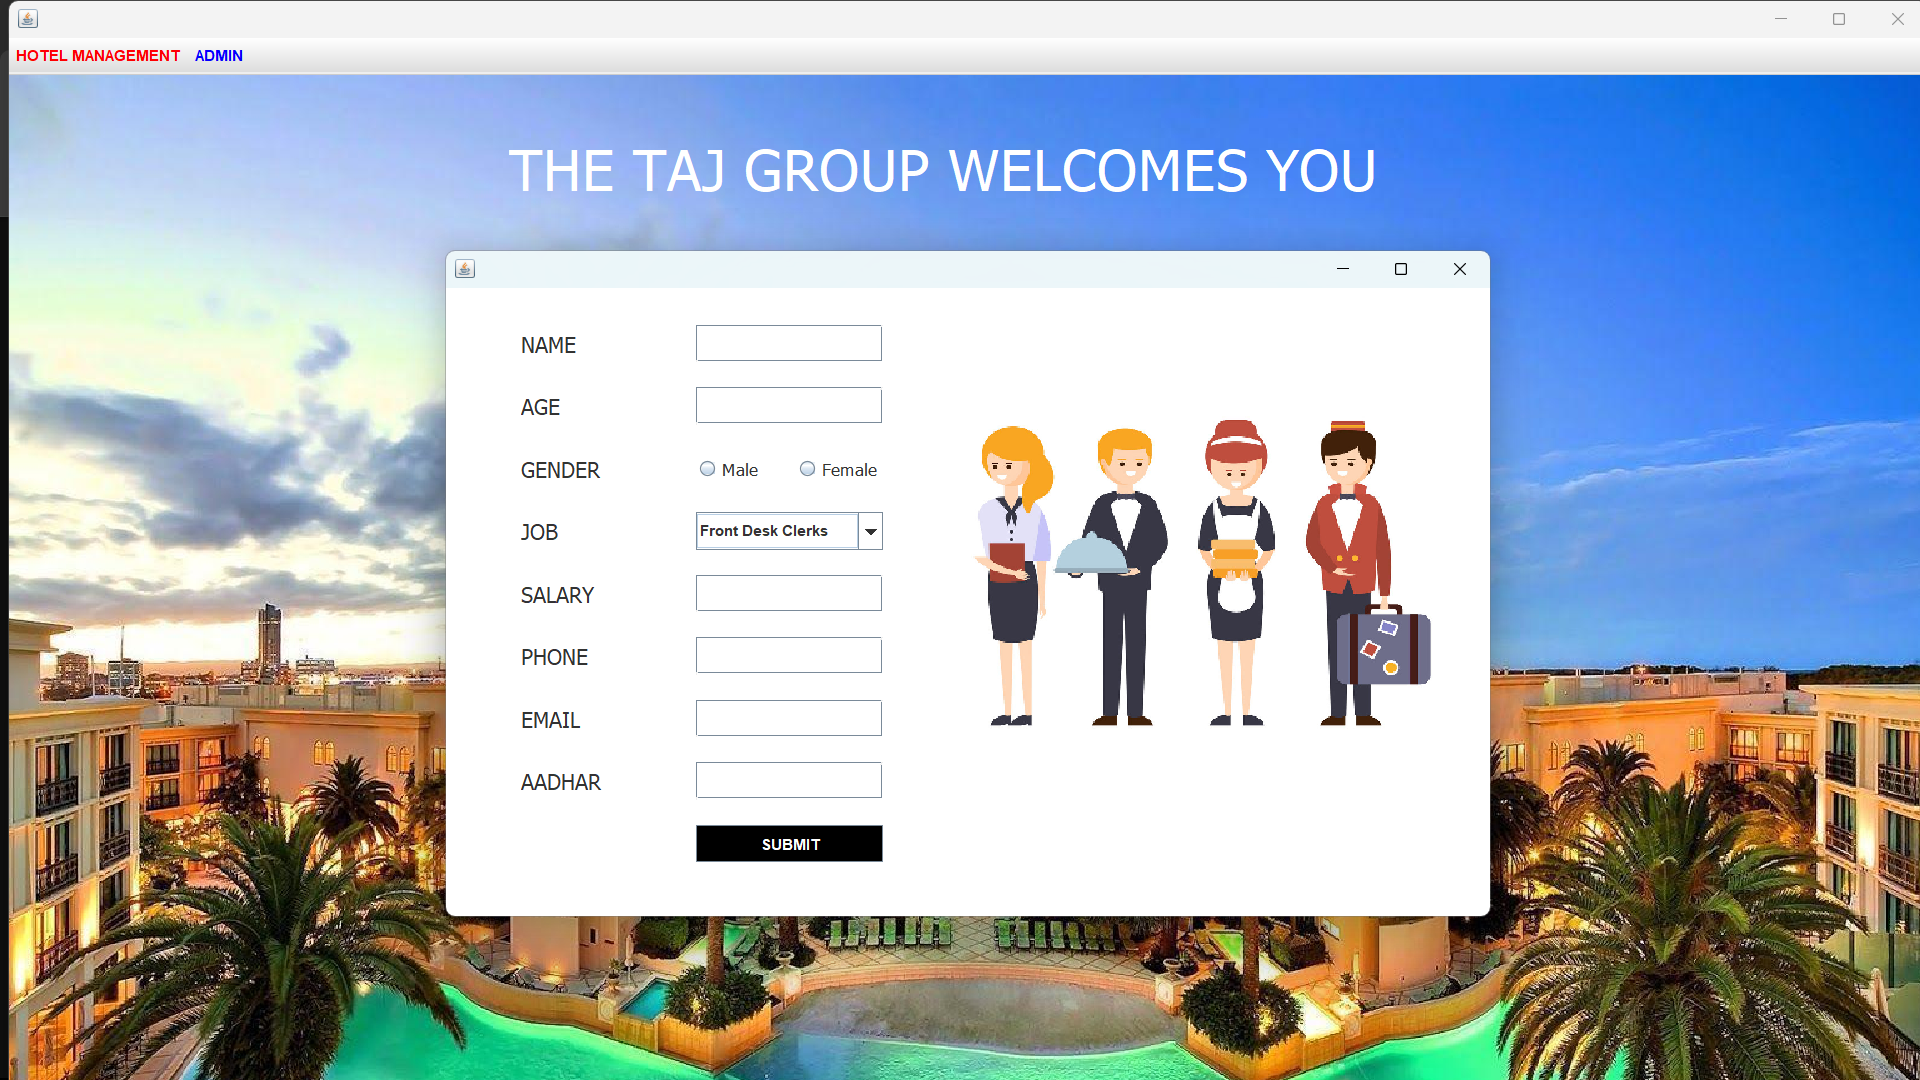 HOTEL MANAGEMENT ADMIN
THE TAJ GROUP WELCOMES YOU
NAME
AGE
GENDER Male Female
JOB Front Desk Clerks
SALARY
PHONE
EMAIL
AADHAR
SUBMIT